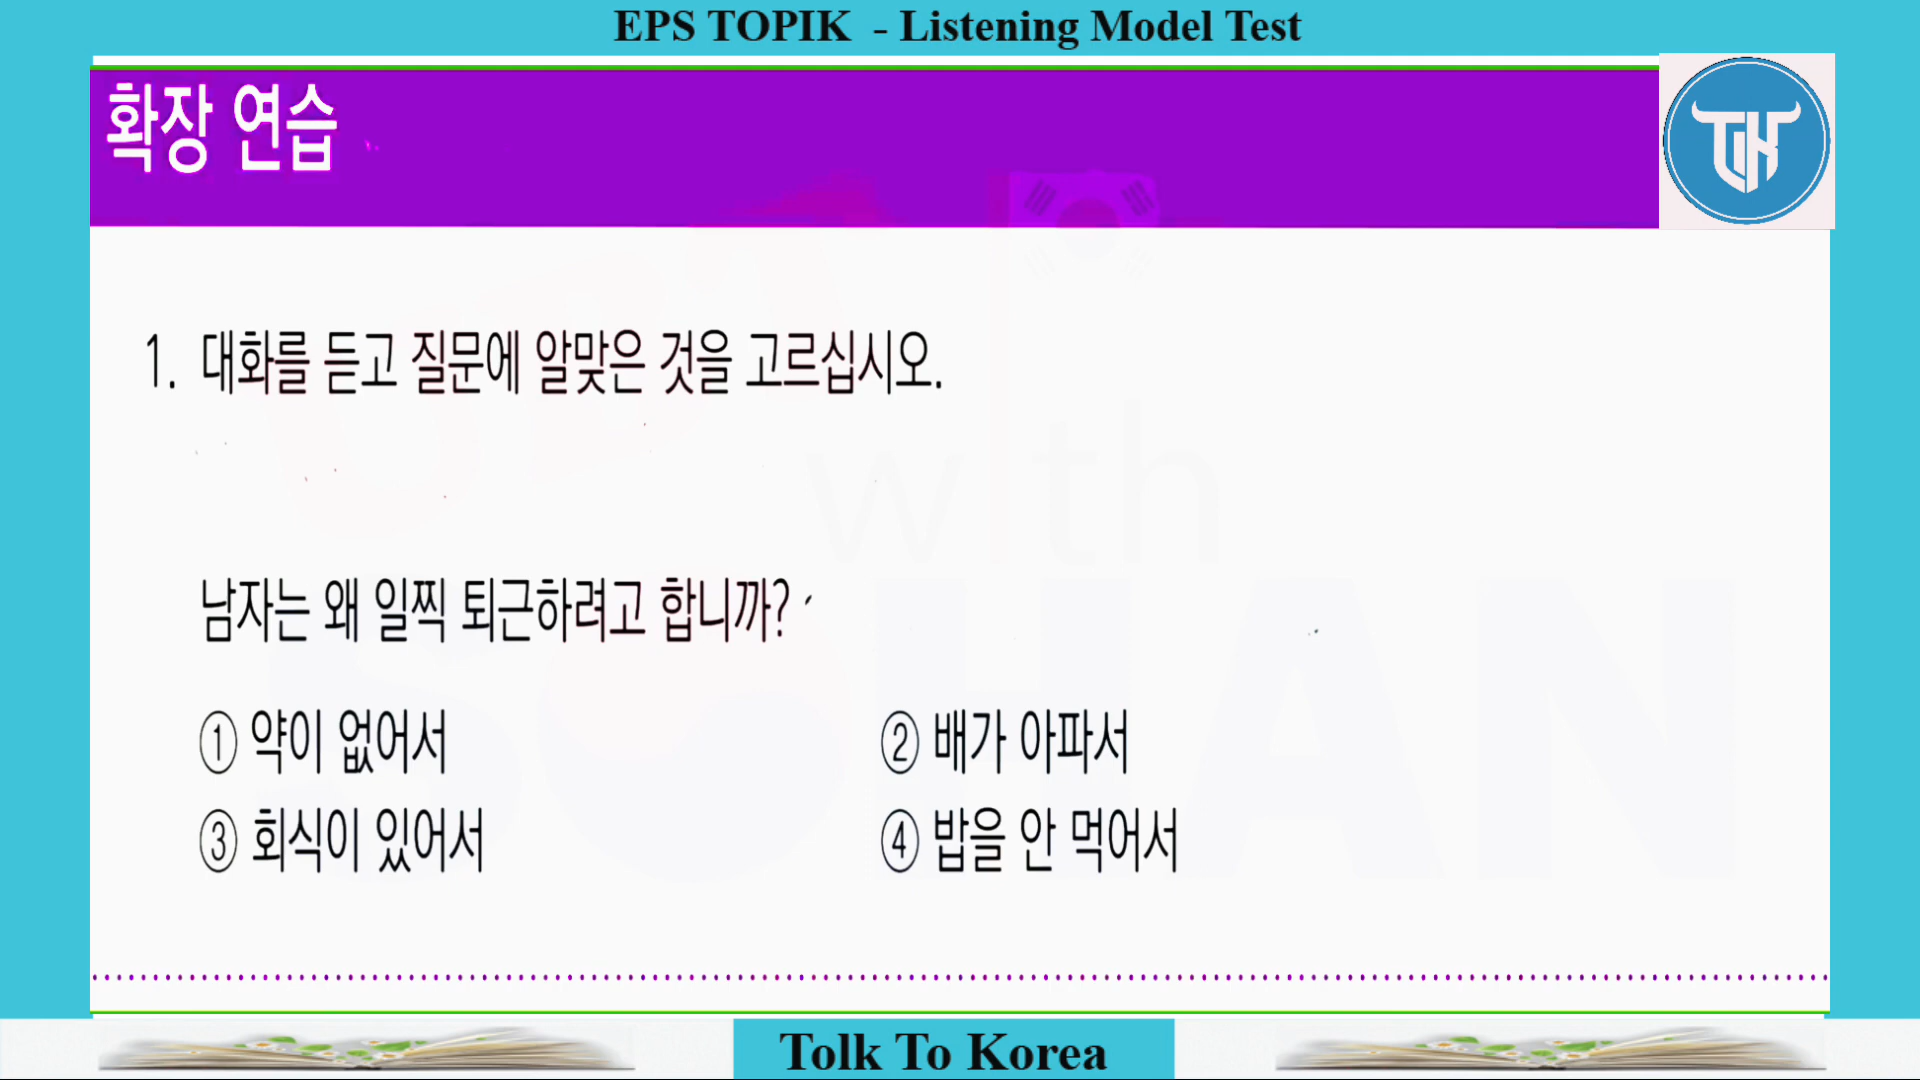 EPS TOPIK - Listening Model Test
확장 연습
TIK
1. 대화를 듣고 질문에 알맞은 것을 고르십시오.
with
SOHAN
남자는 왜 일찍 퇴근하려고 합니까?
① 약이 없어서
② 배가 아파서
③ 회식이 있어서
④ 밥을 안 먹어서
Tolk To Korea